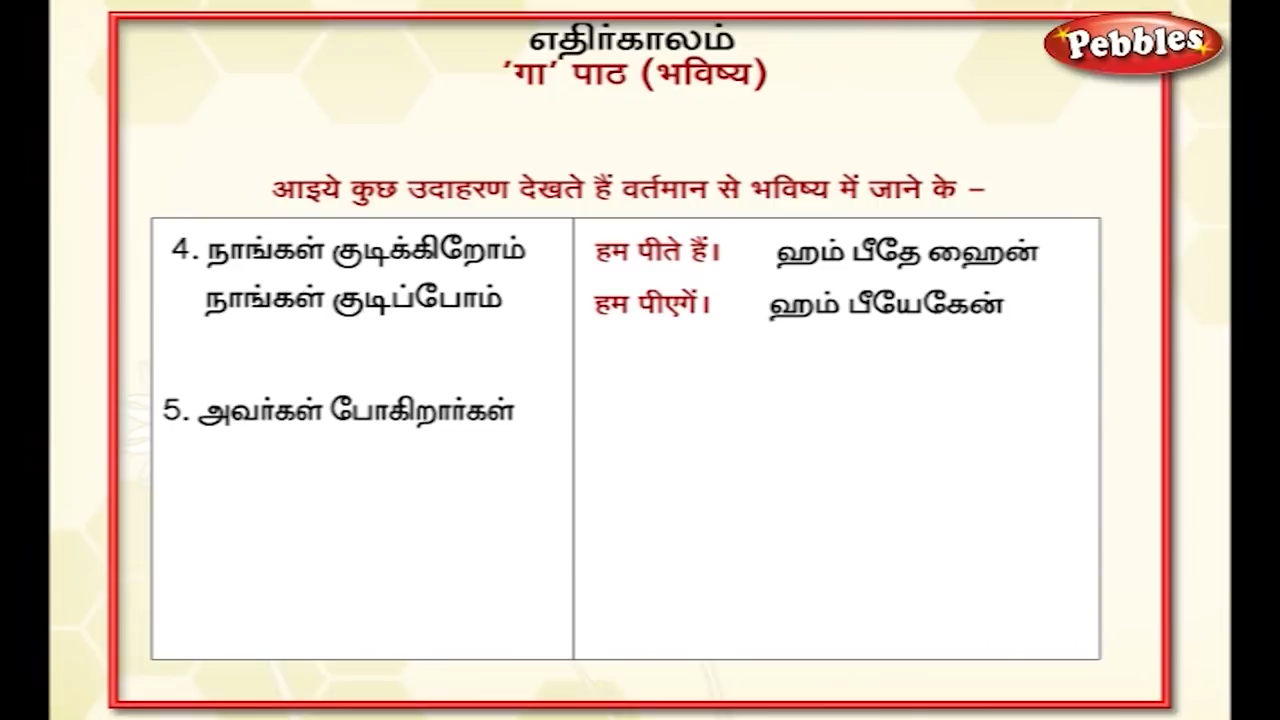 எதிர்காலம்
Pebbles
'गा' पाठ (भविष्य)
आइये कुछ उदाहरण देखते हैं वर्तमान से भविष्य में जाने के –
4. நாங்கள் குடிக்கிறோம் हम पीते हैं। ஹம் பீதே ஹைன்
நாங்கள் குடிப்போம் हम पीएगें। ஹம் பீயேகேன்
5. அவர்கள் போகிறார்கள்